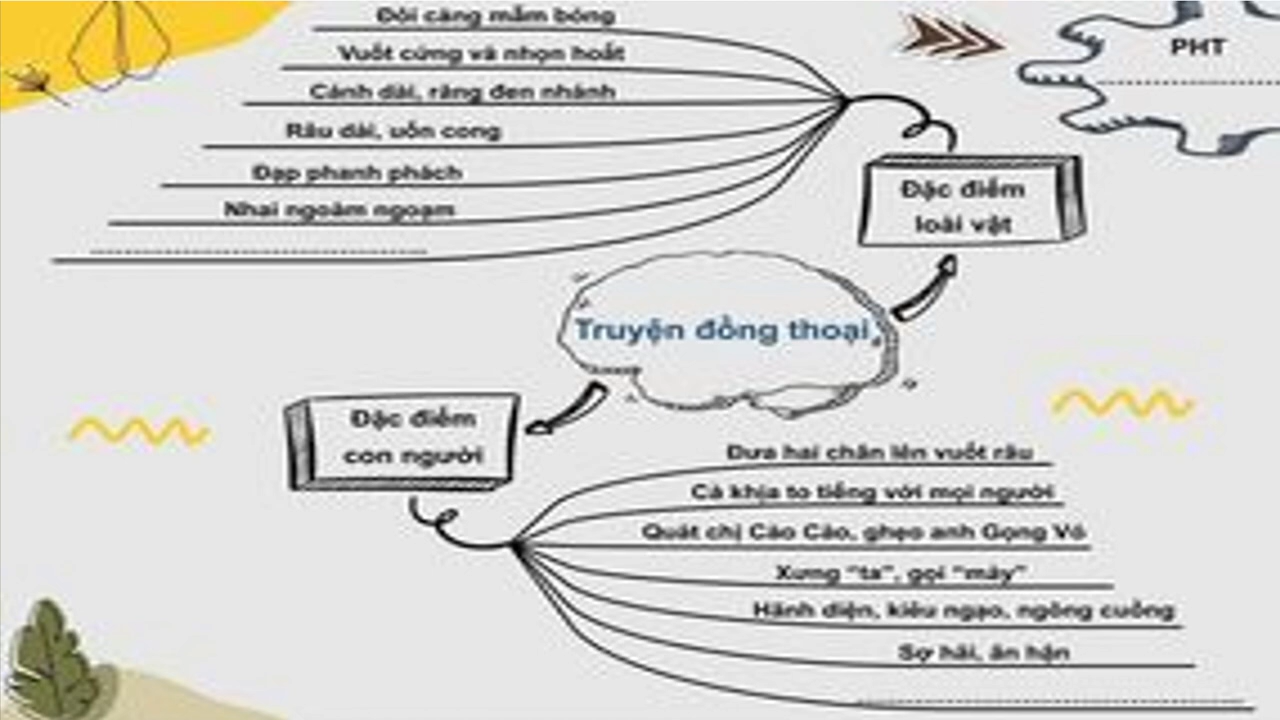 Đôi càng mẫm bóng
Vuốt cứng và nhọn hoắt
Cánh dài, răng đen nhánh
Râu dài, uốn cong
Đạp phanh phách
Nhai ngoàm ngoạm
PHT
Đặc điểm
loài vật
Truyện đồng thoại
Đặc điểm
con người
Đưa hai chân lên vuốt râu
Cà khịa to tiếng với mọi người
Quát chị Cào Cào, ghẹo anh Gọng Vó
Xưng “ta”, gọi “mày”
Hãnh diện, kiêu ngạo, ngông cuồng
Sợ hãi, ân hận